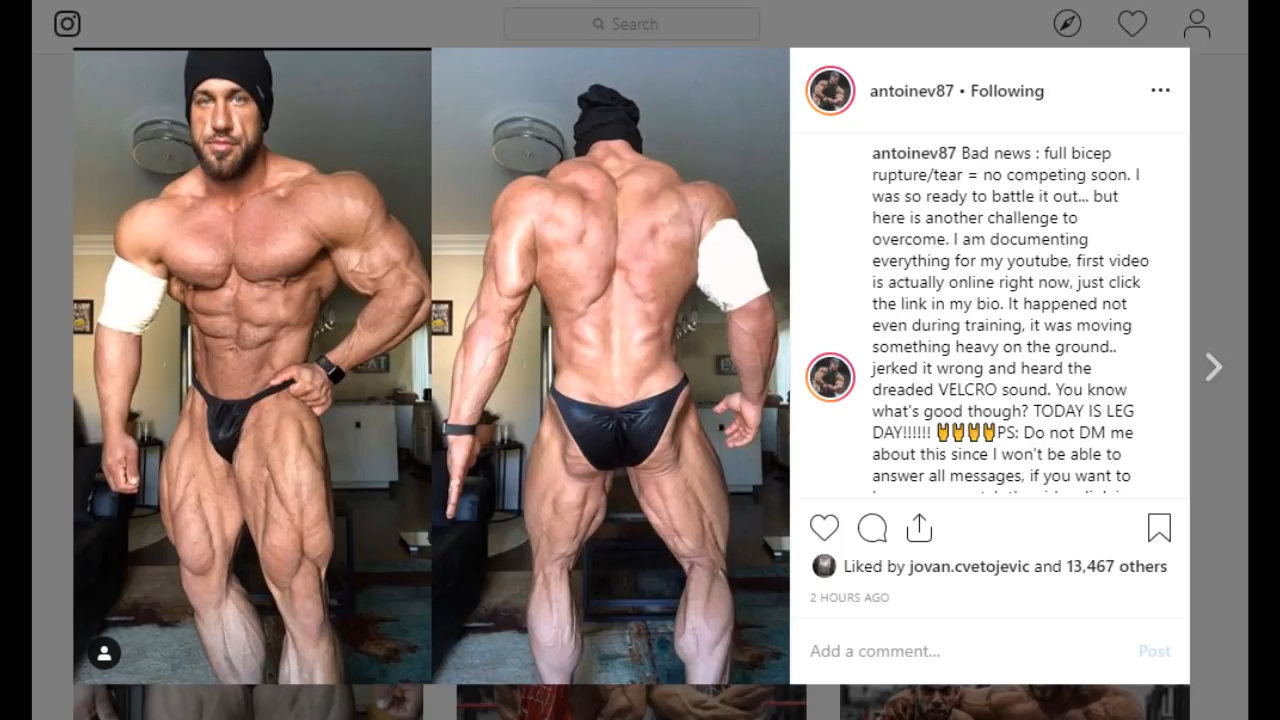 Search
antoinev87 • Following
antoinev87 Bad news : full bicep
rupture/tear = no competing soon. I
was so ready to battle it out... but
here is another challenge to
overcome. I am documenting
everything for my youtube, first video
is actually online right now, just click
the link in my bio. It happened not
even during training, it was moving
something heavy on the ground..
jerked it wrong and heard the
dreaded VELCRO sound. You know
what's good though? TODAY IS LEG
DAY!!!!!! 🤘🤘🤘🤘PS: Do not DM me
about this since I won't be able to
answer all messages, if you want to
Liked by jovan.cvetojevic and 13,467 others
2 HOURS AGO
Add a comment...
Post